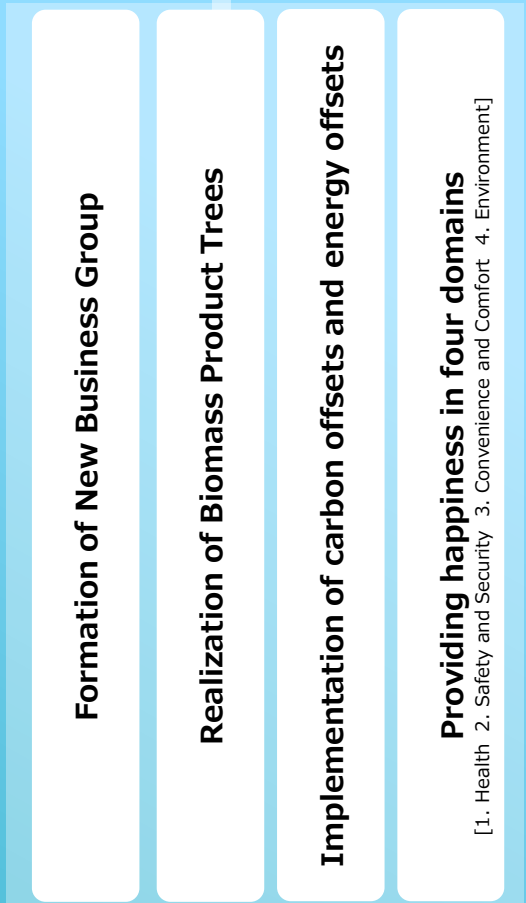 Formation of New Business Group
Realization of Biomass Product Trees
Implementation of carbon offsets and energy offsets
Providing happiness in four domains
[1. Health 2. Safety and Security 3. Convenience and Comfort 4. Environment]